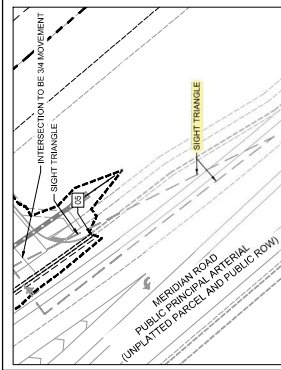 INTERSECTION TO BE 3/4 MOVEMENT
SIGHT TRIANGLE
05
SIGHT TRIANGLE
MERIDIAN ROAD
PUBLIC PRINCIPAL ARTERIAL
(UNPLATTED PARCEL AND PUBLIC ROW)